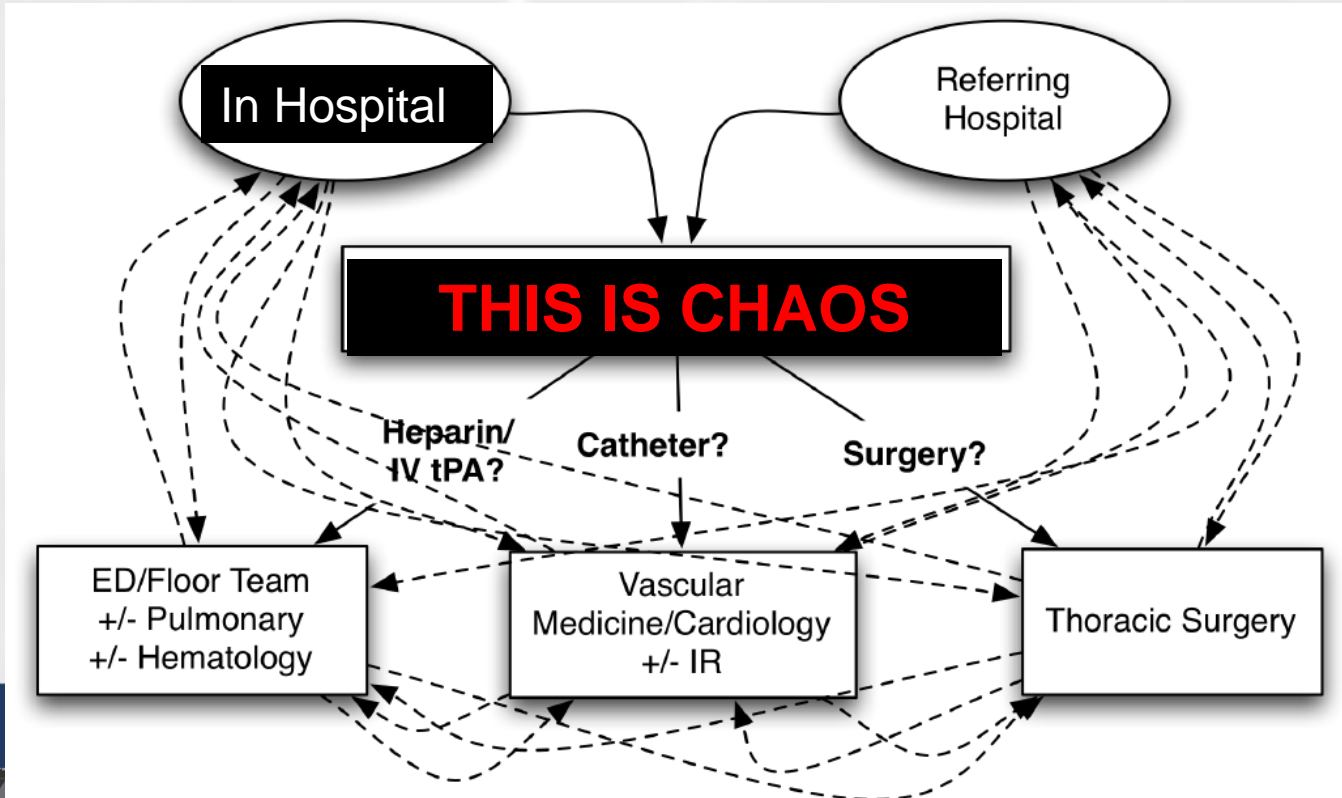 In Hospital
Referring
Hospital
THIS IS CHAOS
Heparin/
IV tPA?
Catheter?
Surgery?
ED/Floor Team
+/- Pulmonary
+/- Hematology
Vascular
Medicine/Cardiology
+/- IR
Thoracic Surgery